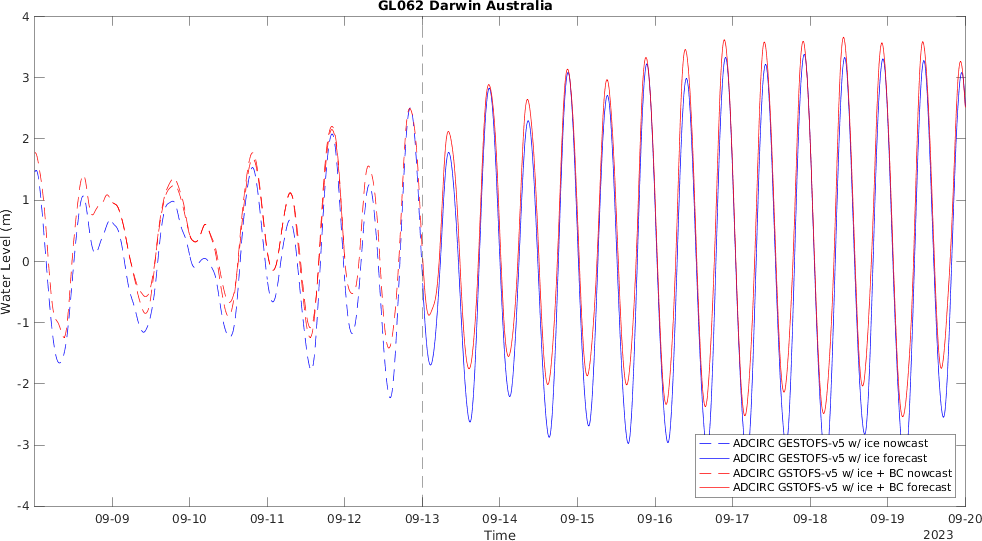 GL062 Darwin Australia
Water Level (m)
4
3
2
1
0
-1
-2
-3
-4
ADCIRC GESTOFS-v5 w/ ice nowcast
ADCIRC GESTOFS-v5 w/ ice forecast
ADCIRC GSTOFS-v5 w/ ice + BC nowcast
ADCIRC GSTOFS-v5 w/ ice + BC forecast
09-09 09-10 09-11 09-12 09-13 09-14 09-15 09-16 09-17 09-18 09-19 09-20
Time
2023